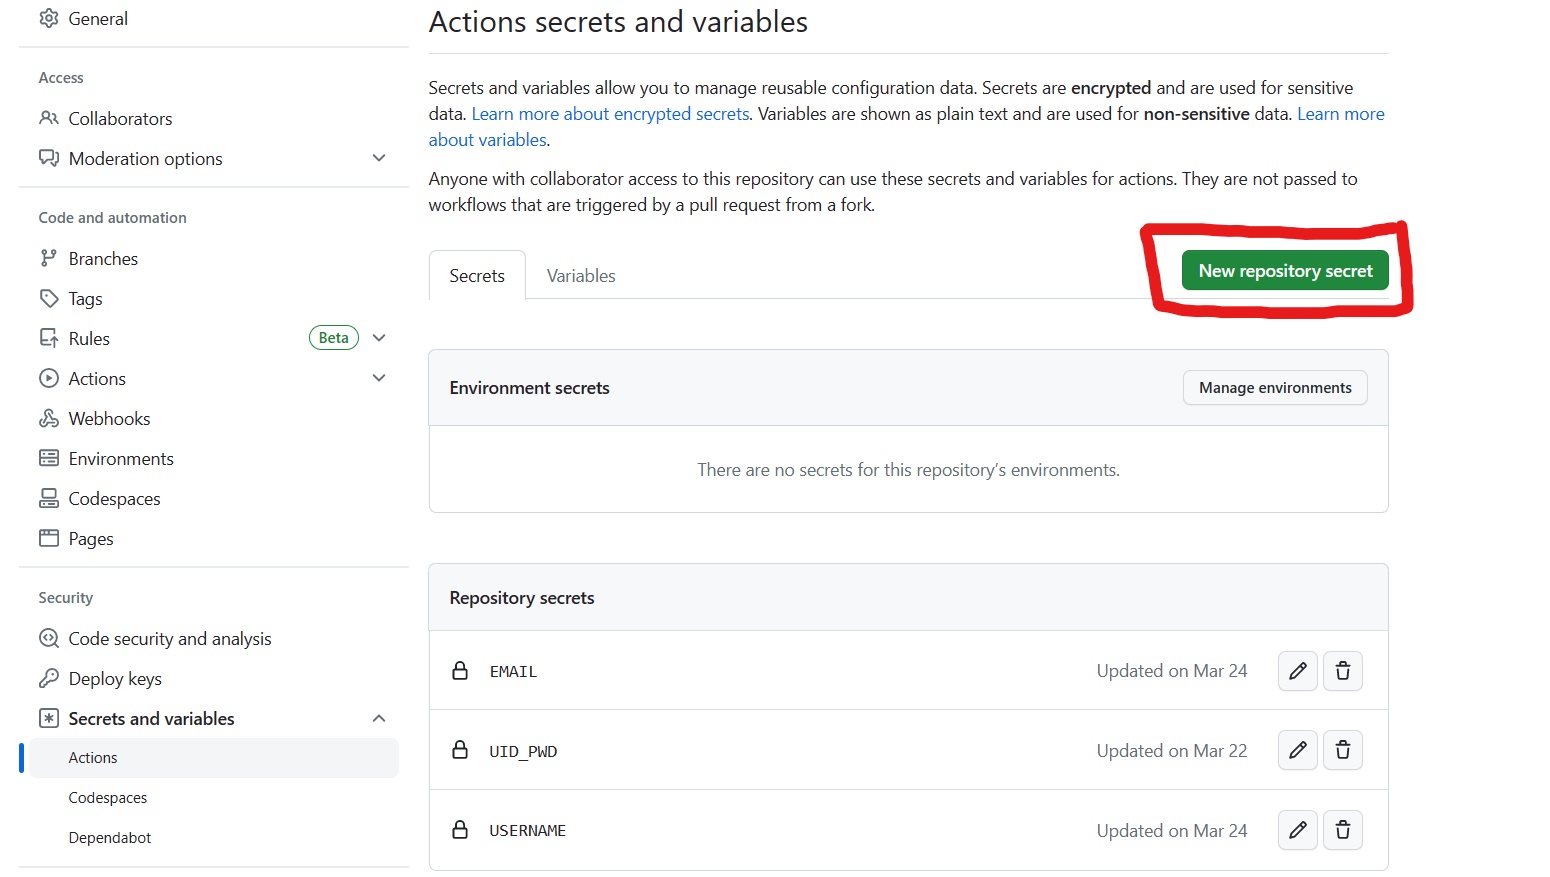 General
Access
Collaborators
Moderation options
Code and automation
Branches
Tags
Rules
Beta
Actions
Webhooks
Environments
Codespaces
Pages
Security
Code security and analysis
Deploy keys
Secrets and variables
Actions
Codespaces
Dependabot
Actions secrets and variables
Secrets and variables allow you to manage reusable configuration data. Secrets are encrypted and are used for sensitive
data. Learn more about encrypted secrets. Variables are shown as plain text and are used for non-sensitive data. Learn more
about variables.
Anyone with collaborator access to this repository can use these secrets and variables for actions. They are not passed to
workflows that are triggered by a pull request from a fork.
Secrets
Variables
New repository secret
Environment secrets
Manage environments
There are no secrets for this repository’s environments.
Repository secrets
EMAIL
Updated on Mar 24
UID_PWD
Updated on Mar 22
USERNAME
Updated on Mar 24